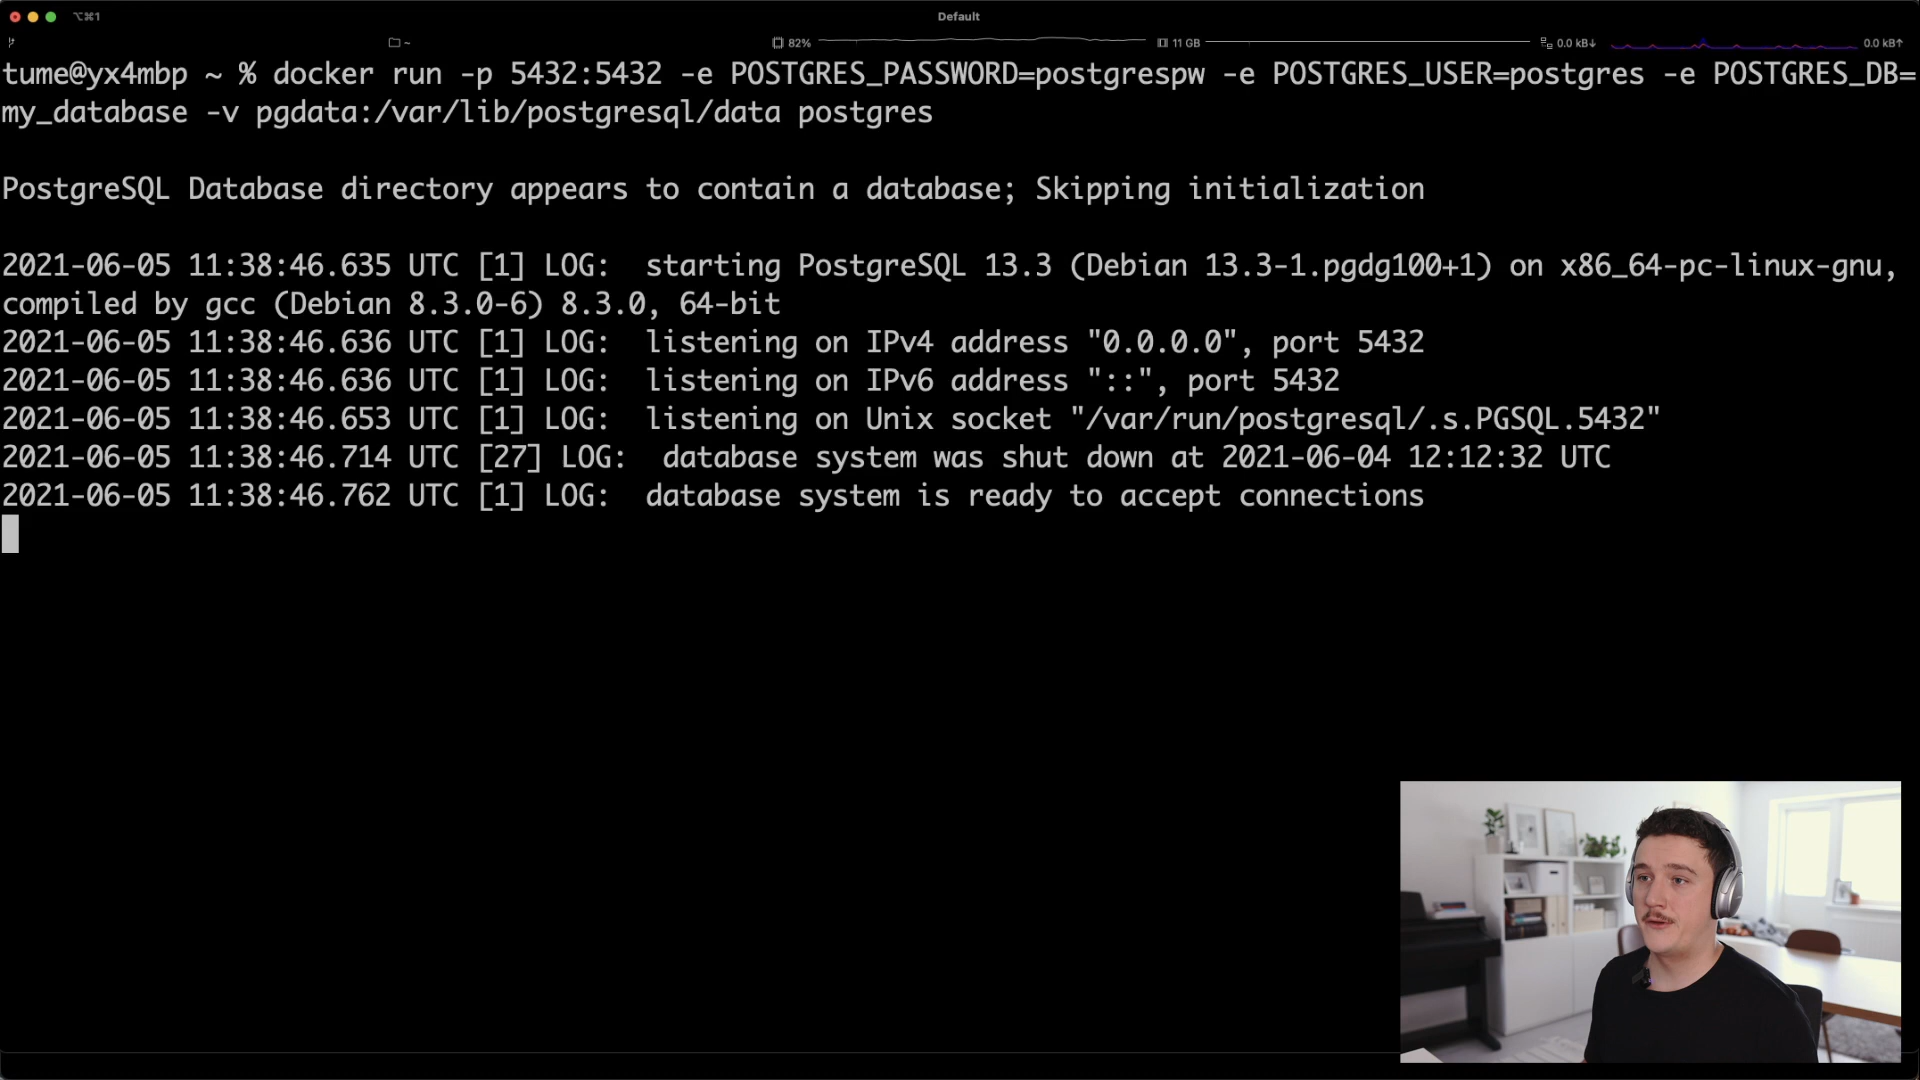 ⌥⌘1
Default
~
82%
11 GB
0.0 kB↓
0.0 kB↑
tume@yx4mbp ~ % docker run -p 5432:5432 -e POSTGRES_PASSWORD=postgrespw -e POSTGRES_USER=postgres -e POSTGRES_DB=
my_database -v pgdata:/var/lib/postgresql/data postgres
PostgreSQL Database directory appears to contain a database; Skipping initialization
2021-06-05 11:38:46.635 UTC [1] LOG:  starting PostgreSQL 13.3 (Debian 13.3-1.pgdg100+1) on x86_64-pc-linux-gnu,
compiled by gcc (Debian 8.3.0-6) 8.3.0, 64-bit
2021-06-05 11:38:46.636 UTC [1] LOG:  listening on IPv4 address "0.0.0.0", port 5432
2021-06-05 11:38:46.636 UTC [1] LOG:  listening on IPv6 address "::", port 5432
2021-06-05 11:38:46.653 UTC [1] LOG:  listening on Unix socket "/var/run/postgresql/.s.PGSQL.5432"
2021-06-05 11:38:46.714 UTC [27] LOG:  database system was shut down at 2021-06-04 12:12:32 UTC
2021-06-05 11:38:46.762 UTC [1] LOG:  database system is ready to accept connections